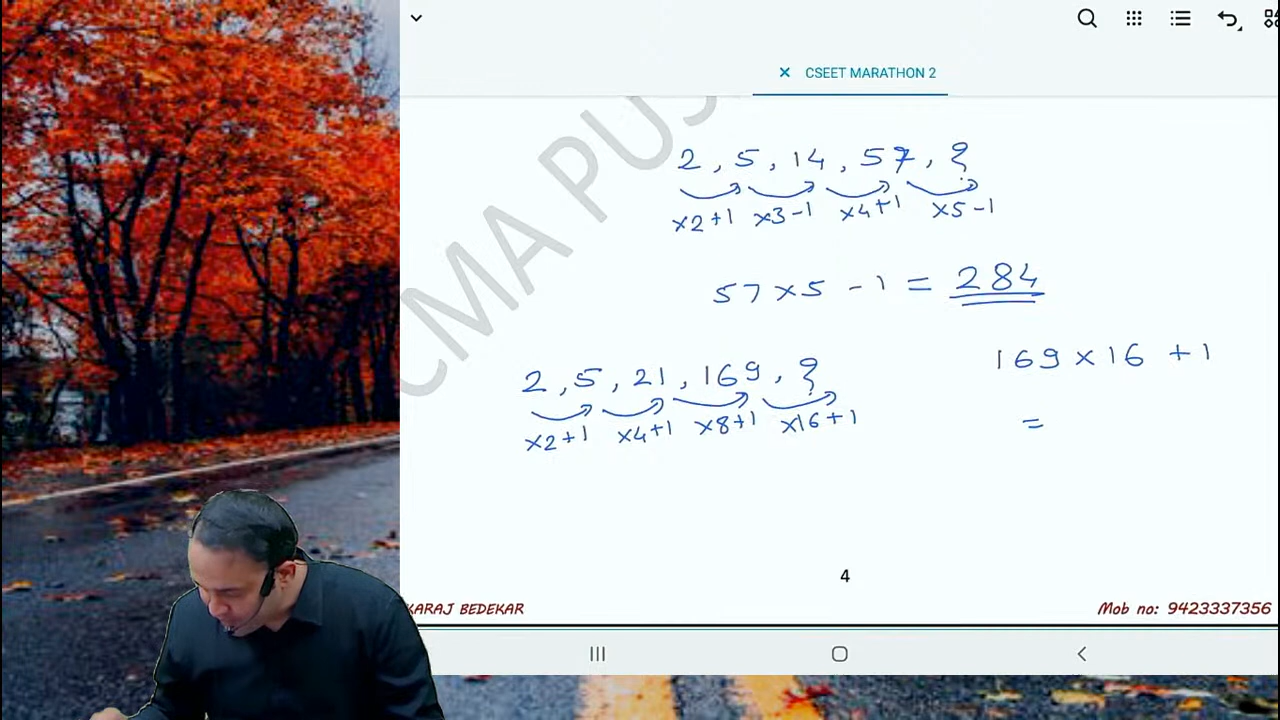 CSEET MARATHON 2
CMA PUS
2, 5, 14, 57, ?
×2+1 ×3-1 ×4+1 ×5-1
57×5 -1 = 284
2, 5, 21, 169, ?
×2+1 ×4+1 ×8+1 ×16+1
169×16 +1
=
4
KARAJ BEDEKAR
Mob no: 9423337356